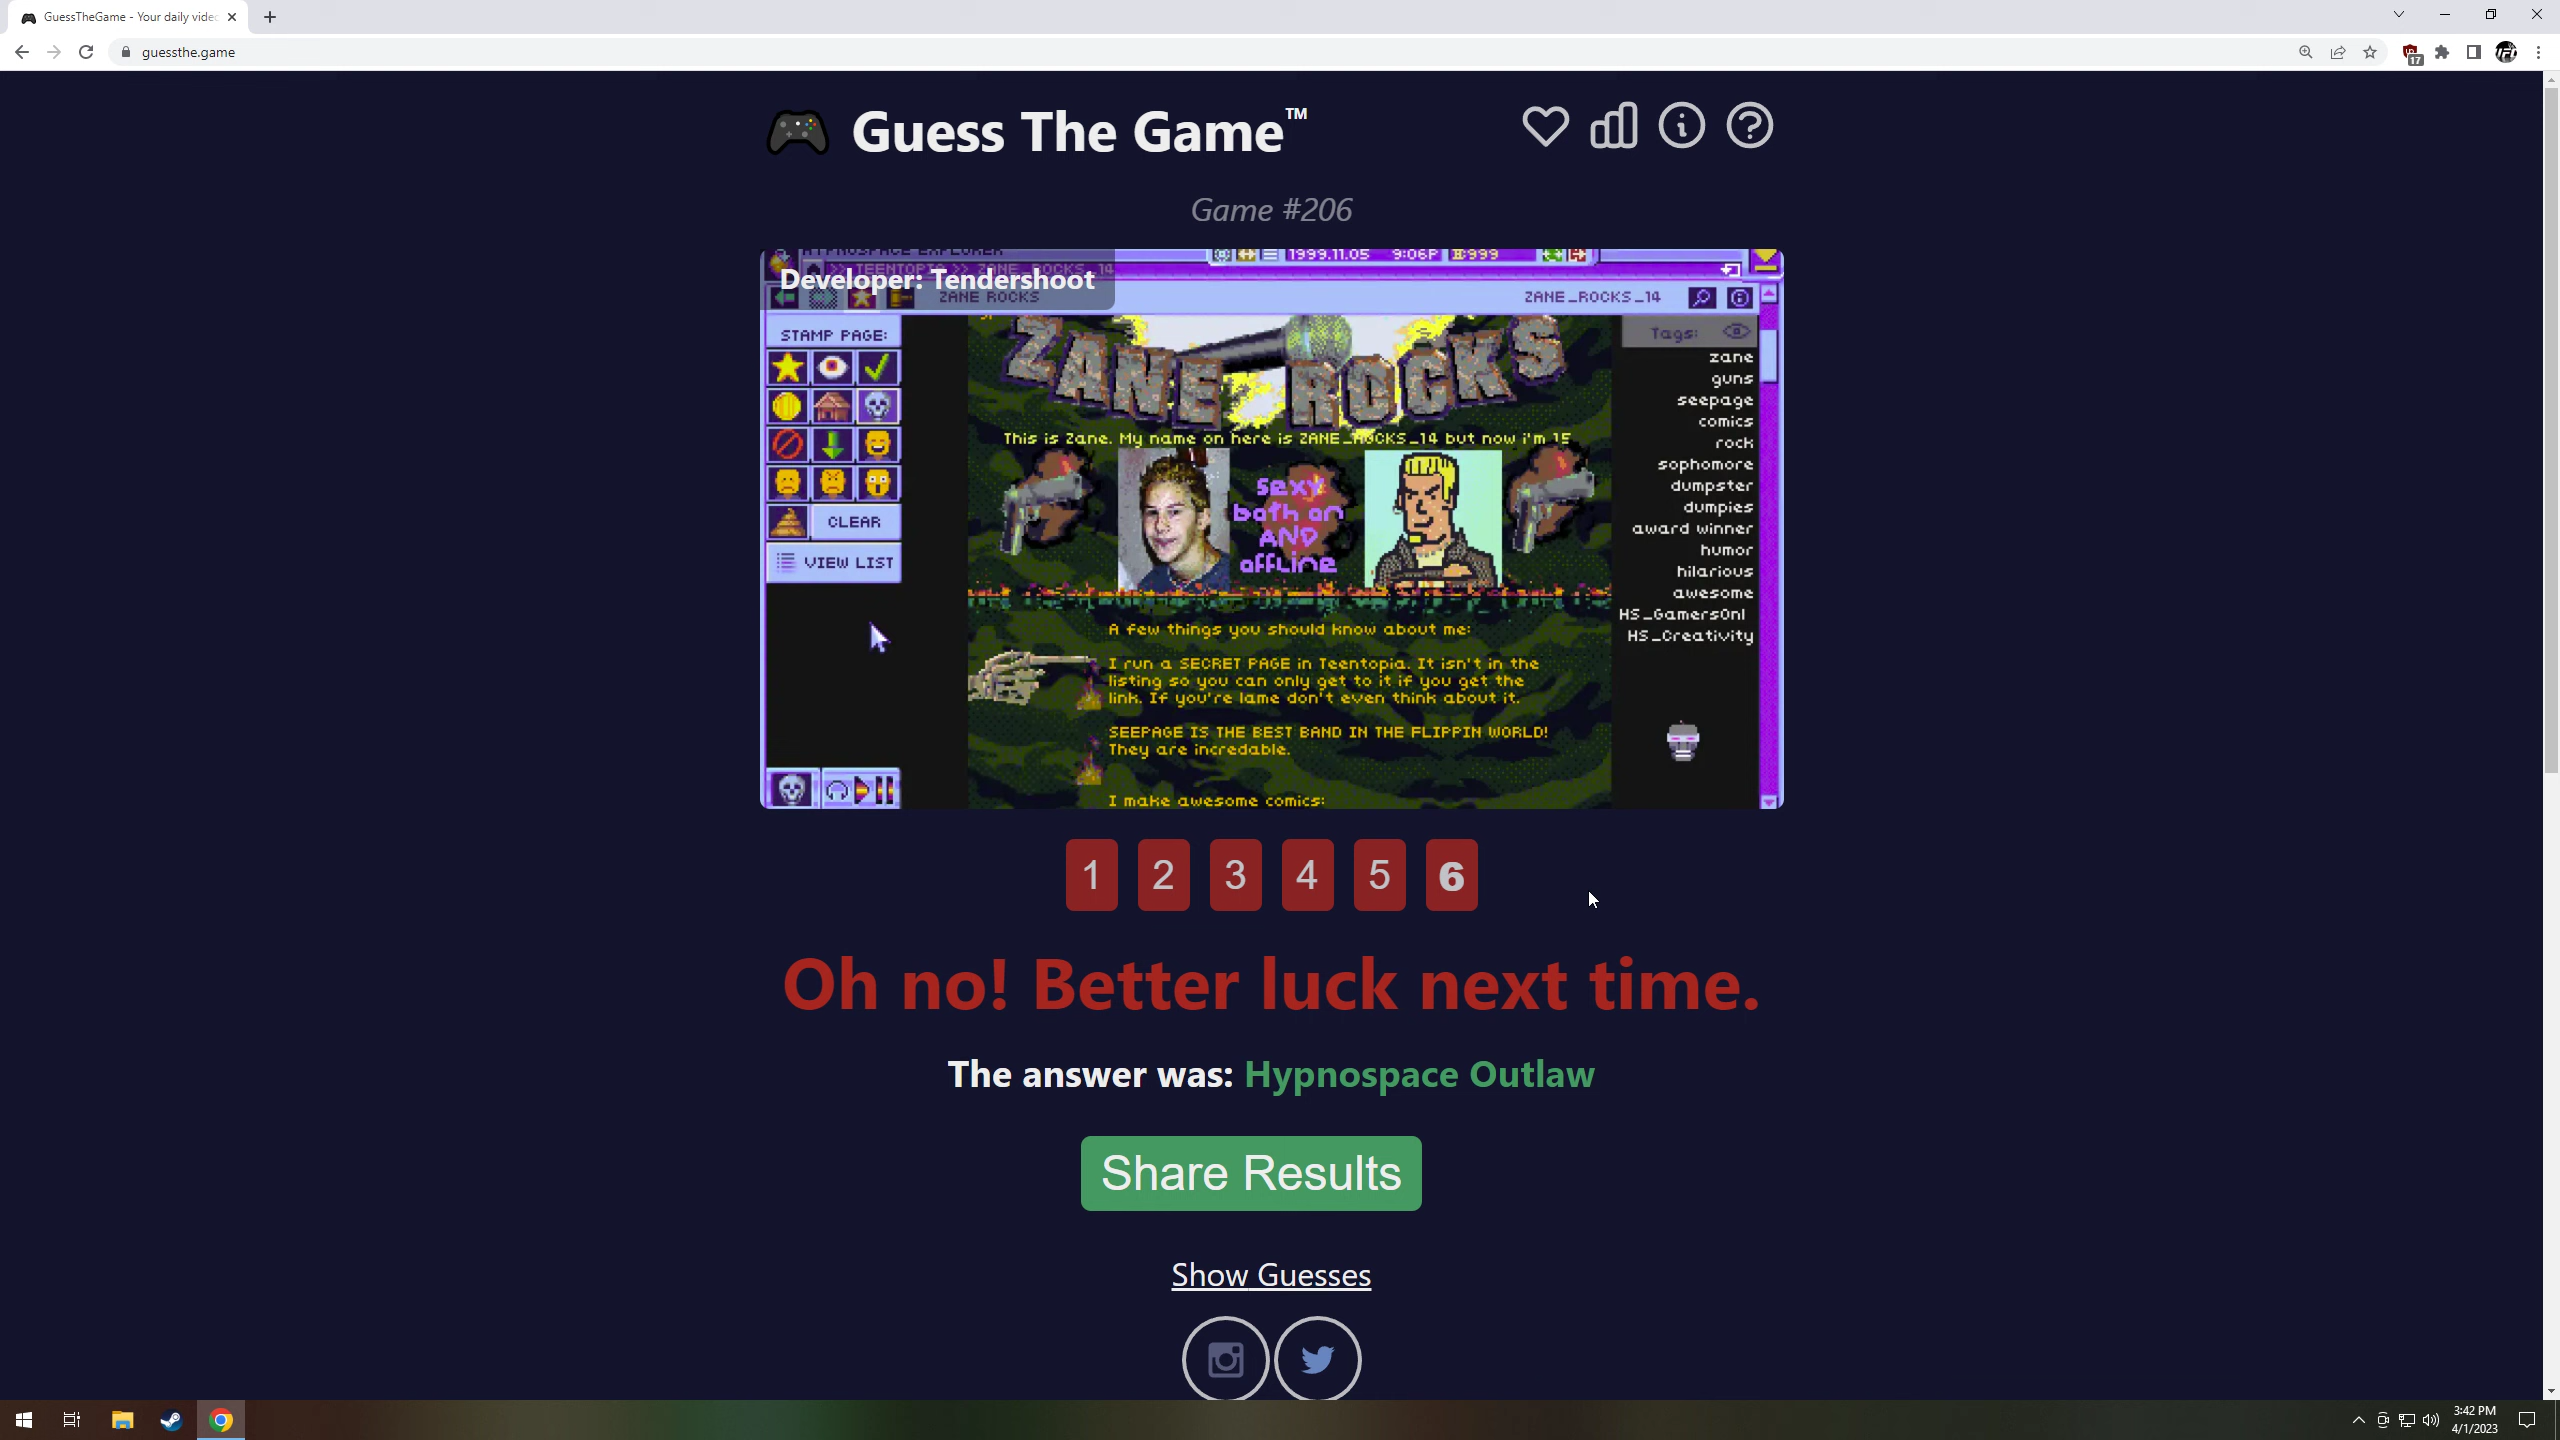 GuessTheGame - Your daily video
guessthe.game
17
Guess The Game™
Game #206
HYPNOSPACE EXPLORER
1999.11.05 9:06P 999
>> TEENTOPIA >> ZANE_ROCKS_14
Developer: Tendershoot
ZANE ROCKS
ZANE_ROCKS_14
STAMP PAGE:
CLEAR
VIEW LIST
ZANE ROCKS
This is Zane. My name on here is ZANE_ROCKS_14 but now i'm 15
sexy
both on
AND
offline
A few things you should know about me:
I run a SECRET PAGE in Teentopia. It isn't in the
listing so you can only get to it if you get the
link. If you're lame don't even think about it.
SEEPAGE IS THE BEST BAND IN THE FLIPPIN WORLD!
They are incredable.
I make awesome comics:
Tags:
zane
guns
seepage
comics
rock
sophomore
dumpster
dumpies
award winner
humor
hilarious
awesome
HS_GamersOnl
HS_Creativity
1 2 3 4 5 6
Oh no! Better luck next time.
The answer was: Hypnospace Outlaw
Share Results
Show Guesses
3:42 PM
4/1/2023